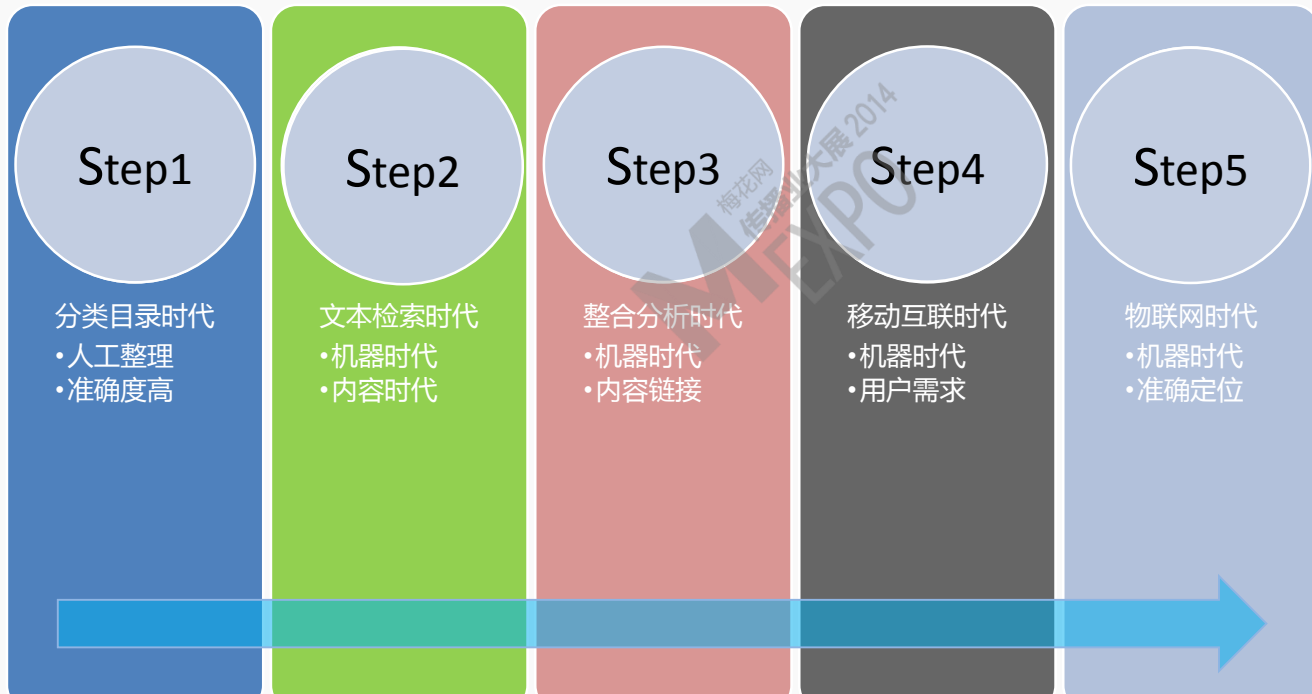 Step1
分类目录时代
•人工整理
•准确度高
Step2
文本检索时代
•机器时代
•内容时代
Step3
整合分析时代
•机器时代
•内容链接
Step4
移动互联时代
•机器时代
•用户需求
Step5
物联网时代
•机器时代
•准确定位
梅花网
传播业大展 2014
M EXPO